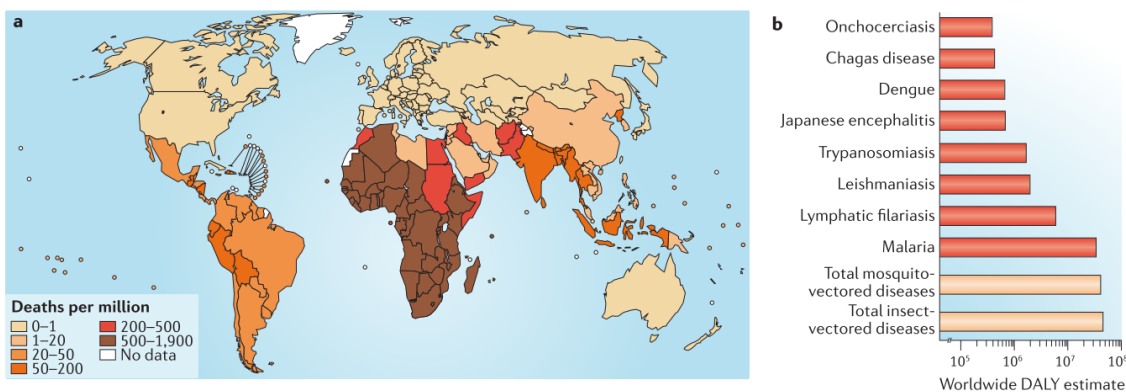 a
Deaths per million
0–1
1–20
20–50
50–200
200–500
500–1,900
No data
b
Onchocerciasis
Chagas disease
Dengue
Japanese encephalitis
Trypanosomiasis
Leishmaniasis
Lymphatic filariasis
Malaria
Total mosquito-
vectored diseases
Total insect-
vectored diseases
10⁵ 10⁶ 10⁷ 10⁸
Worldwide DALY estimate